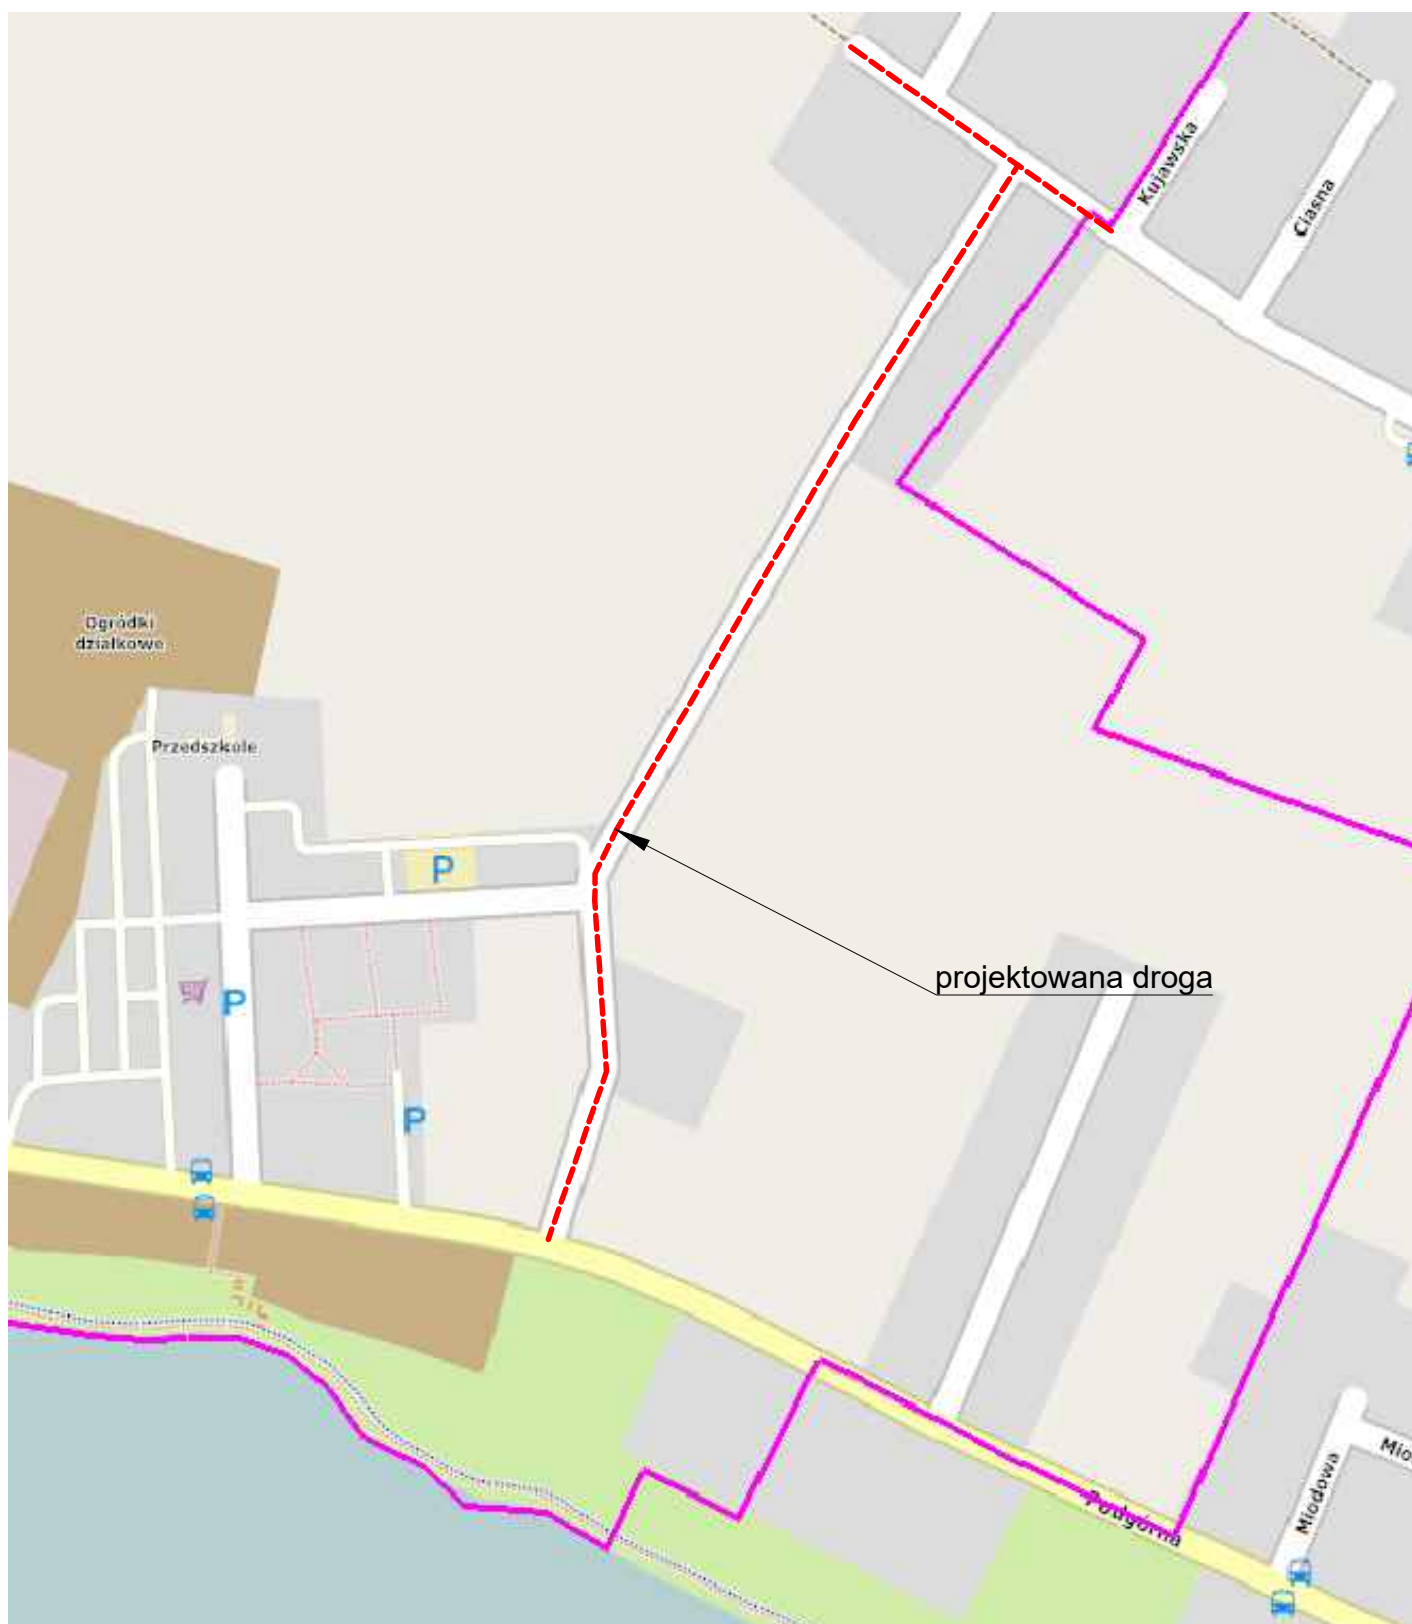 Kujawska
Ciasna
Ogródki
działkowe
Przedszkole
P
projektowana droga
P
P
Podgórna
Miodowa
Mio